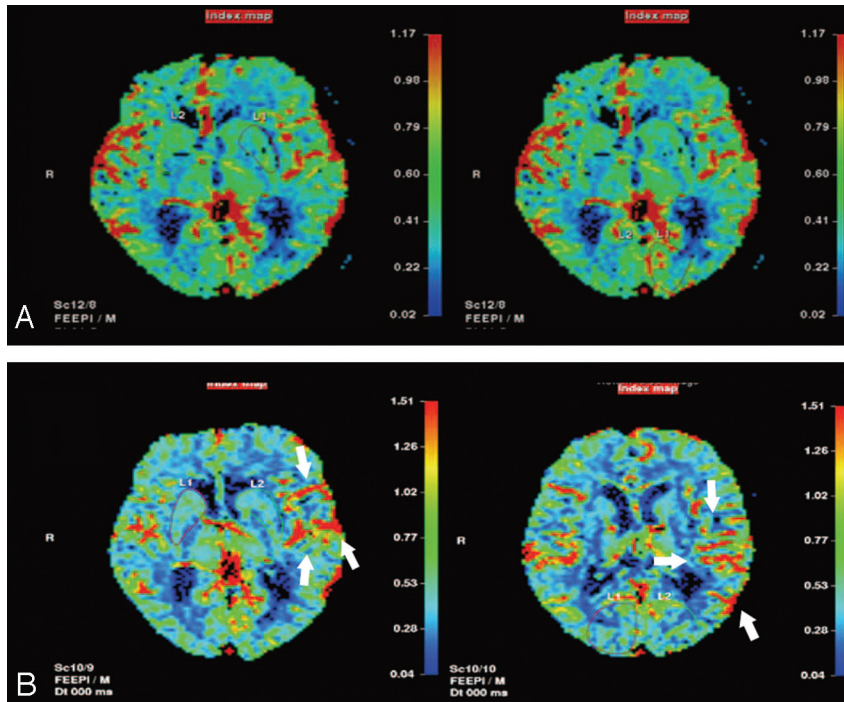 Index map
Index map
1.17
0.98
0.79
0.60
0.41
0.22
0.02
1.17
0.98
0.79
0.60
0.41
0.22
0.02
L2
L1
L2
L1
R
R
Sc12/8
FEEPI / M
Sc12/8
FEEPI / M
A
Index map
Index map
1.51
1.26
1.02
0.77
0.53
0.28
0.04
1.51
1.26
1.02
0.77
0.53
0.28
0.04
L1
L2
L1
L2
R
R
Sc10/9
FEEPI / M
Dt 000 ms
Sc10/10
FEEPI / M
Dt 000 ms
B